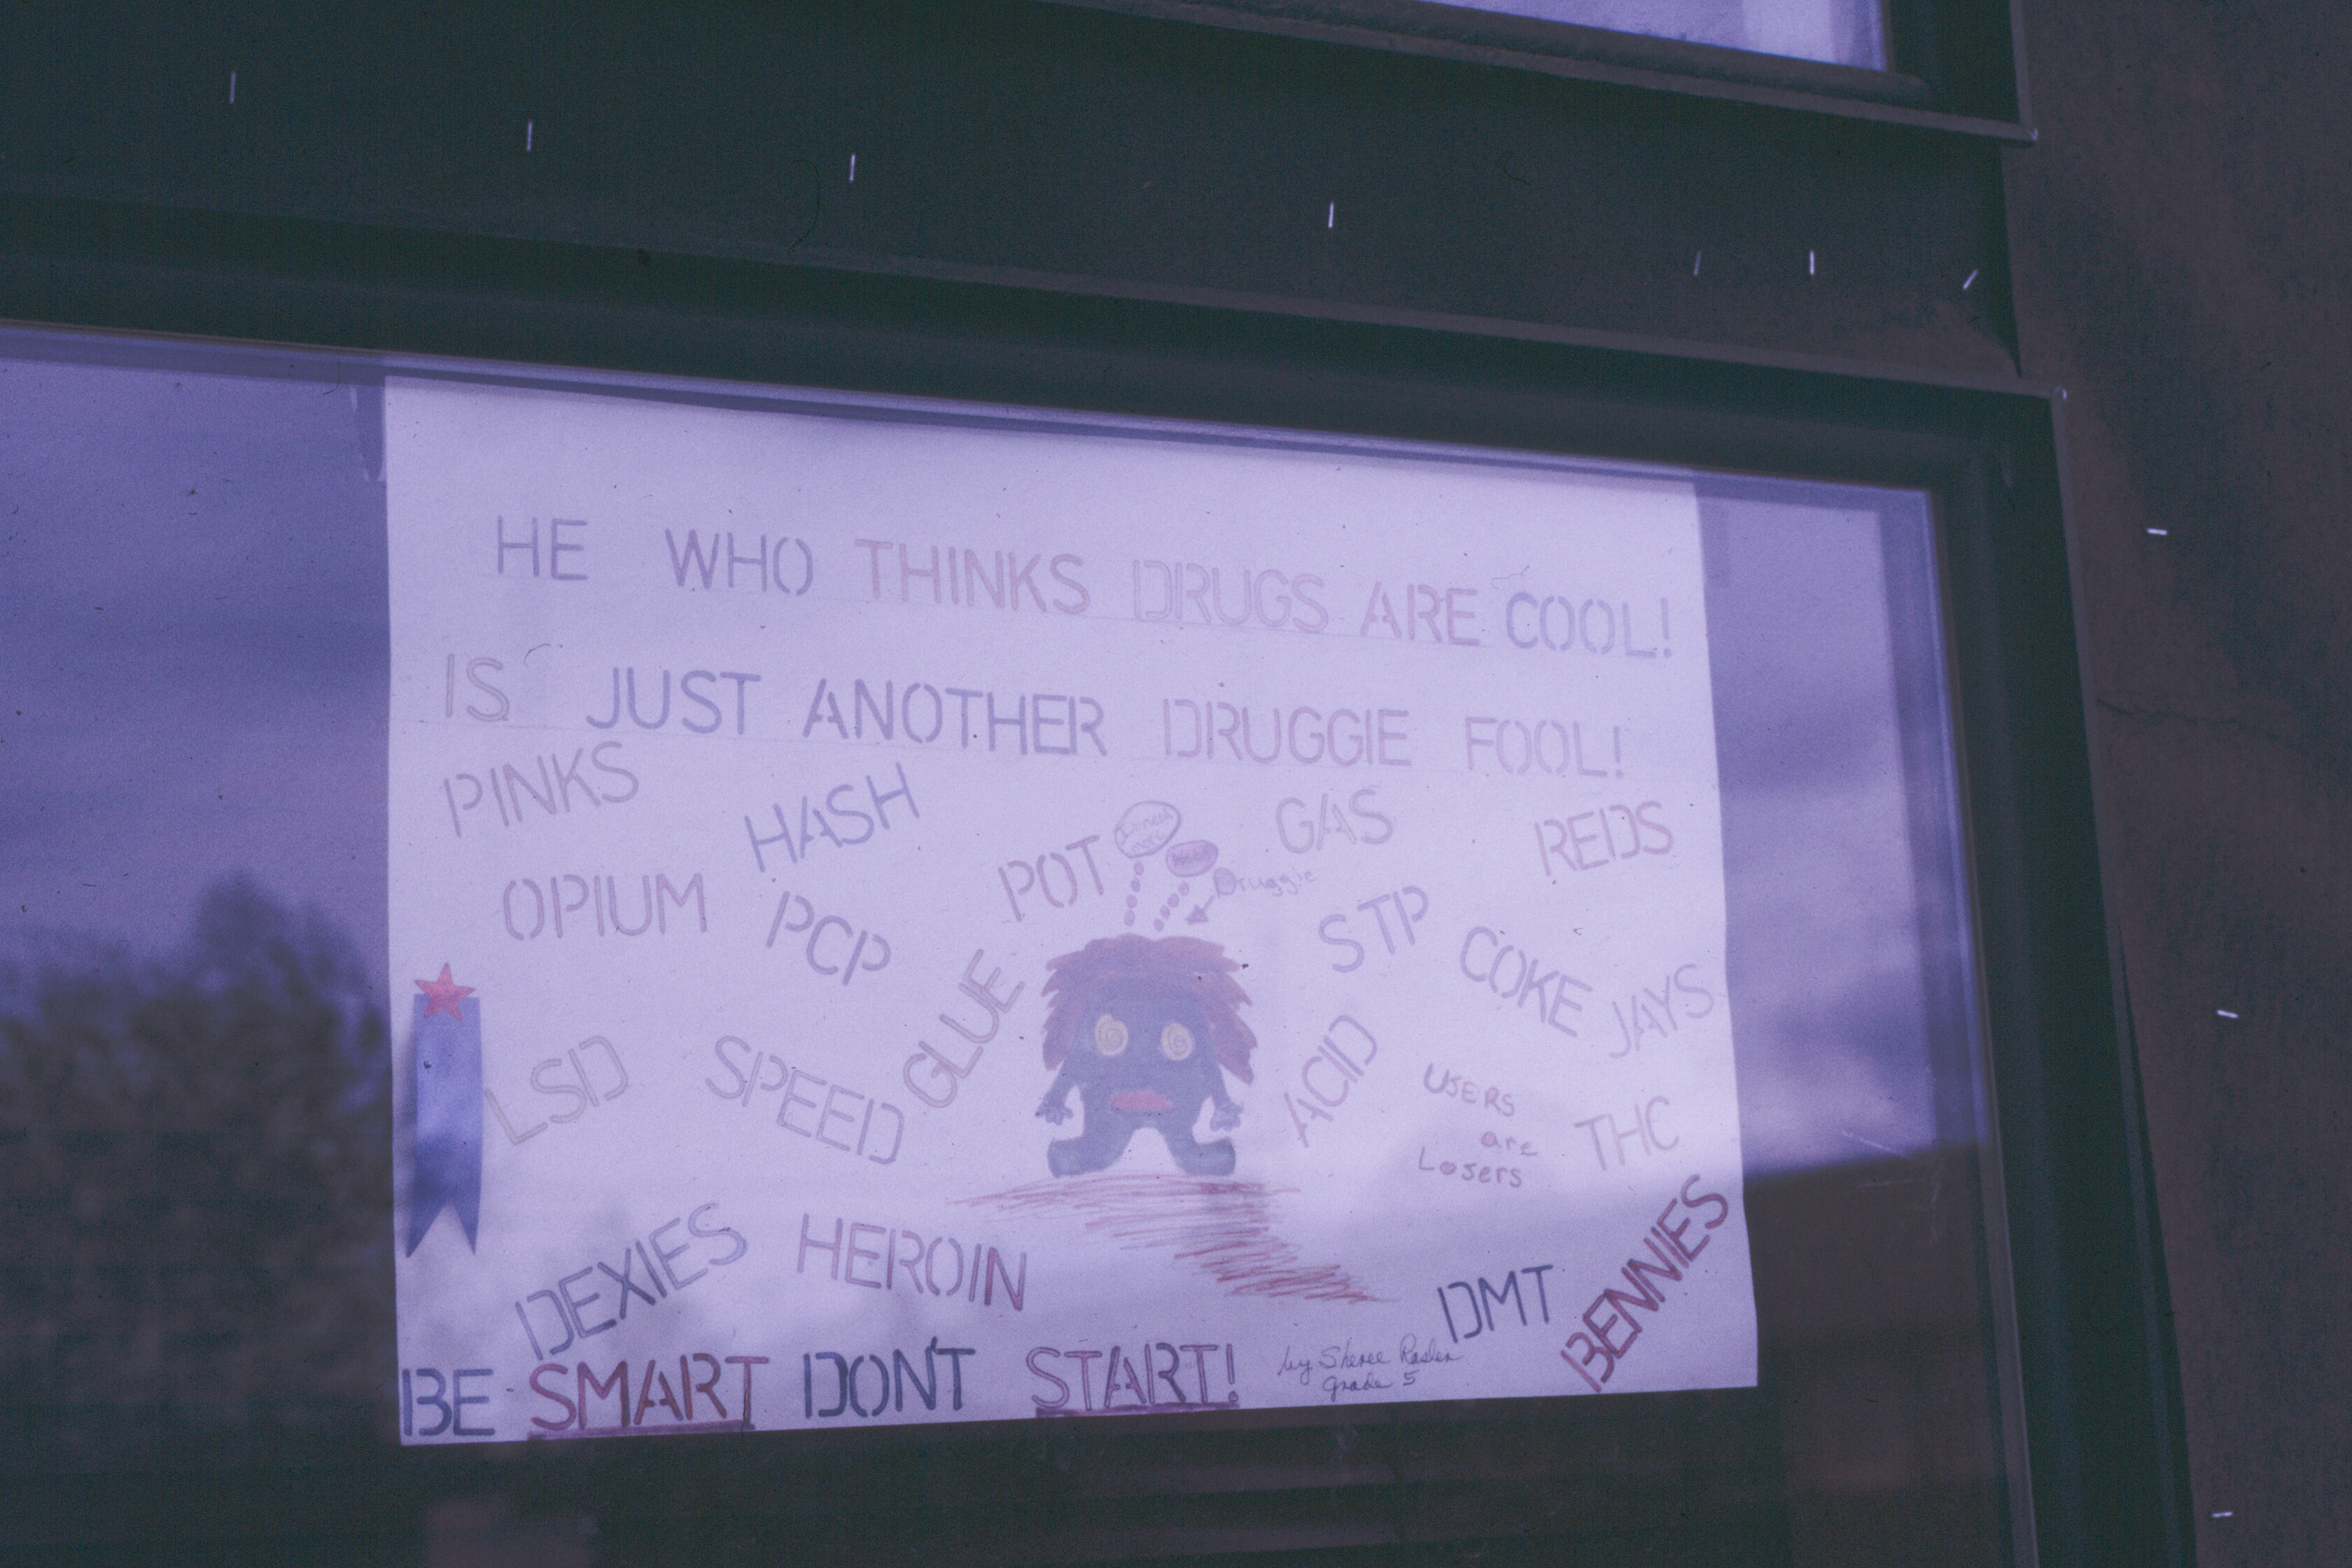 HE WHO THINKS DRUGS ARE COOL!
IS JUST ANOTHER DRUGGIE FOOL!
PINKS
HASH
POT
I need
more
GAS
REDS
Druggie
OPIUM
PCP
GLUE
STP
COKE
JAYS
LSD
SPEED
ACID
USERS
are
Losers
THC
DEXIES
HEROIN
DMT
BENNIES
BE SMART DON'T START!
by Sheree
Grade 5